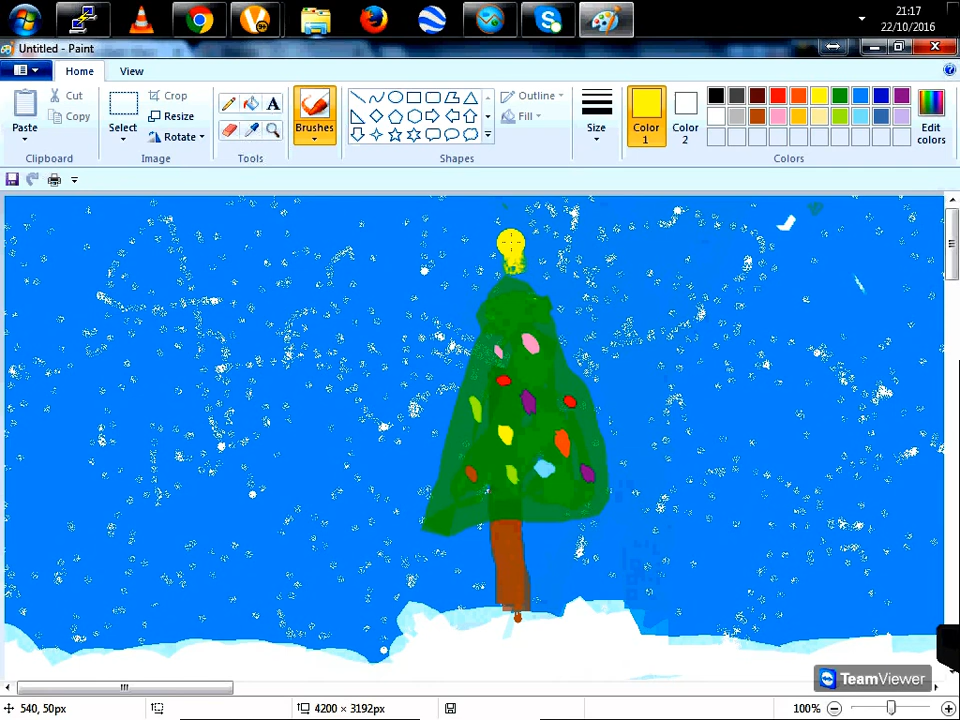 21:17
22/10/2016
Untitled - Paint
Home View
Cut
Copy
Paste
Clipboard
Crop
Resize
Rotate
Select
Image
A
Tools
Brushes
Outline
Fill
Shapes
Size
Color 1
Color 2
Edit colors
Colors
TeamViewer
540, 50px
4200 × 3192px
100%